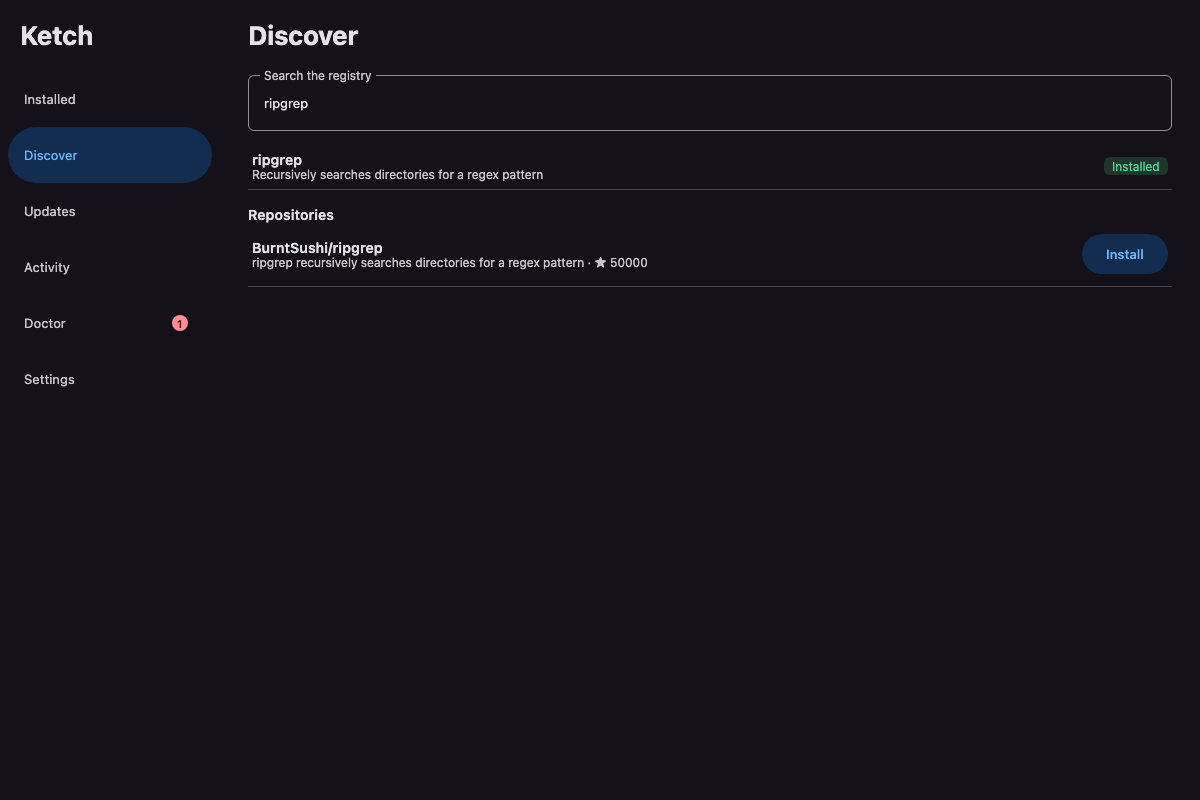 Ketch
Installed
Discover
Updates
Activity
Doctor 1
Settings
Discover
Search the registry
ripgrep
ripgrep
Recursively searches directories for a regex pattern
Installed
Repositories
BurntSushi/ripgrep
ripgrep recursively searches directories for a regex pattern · ★ 50000
Install